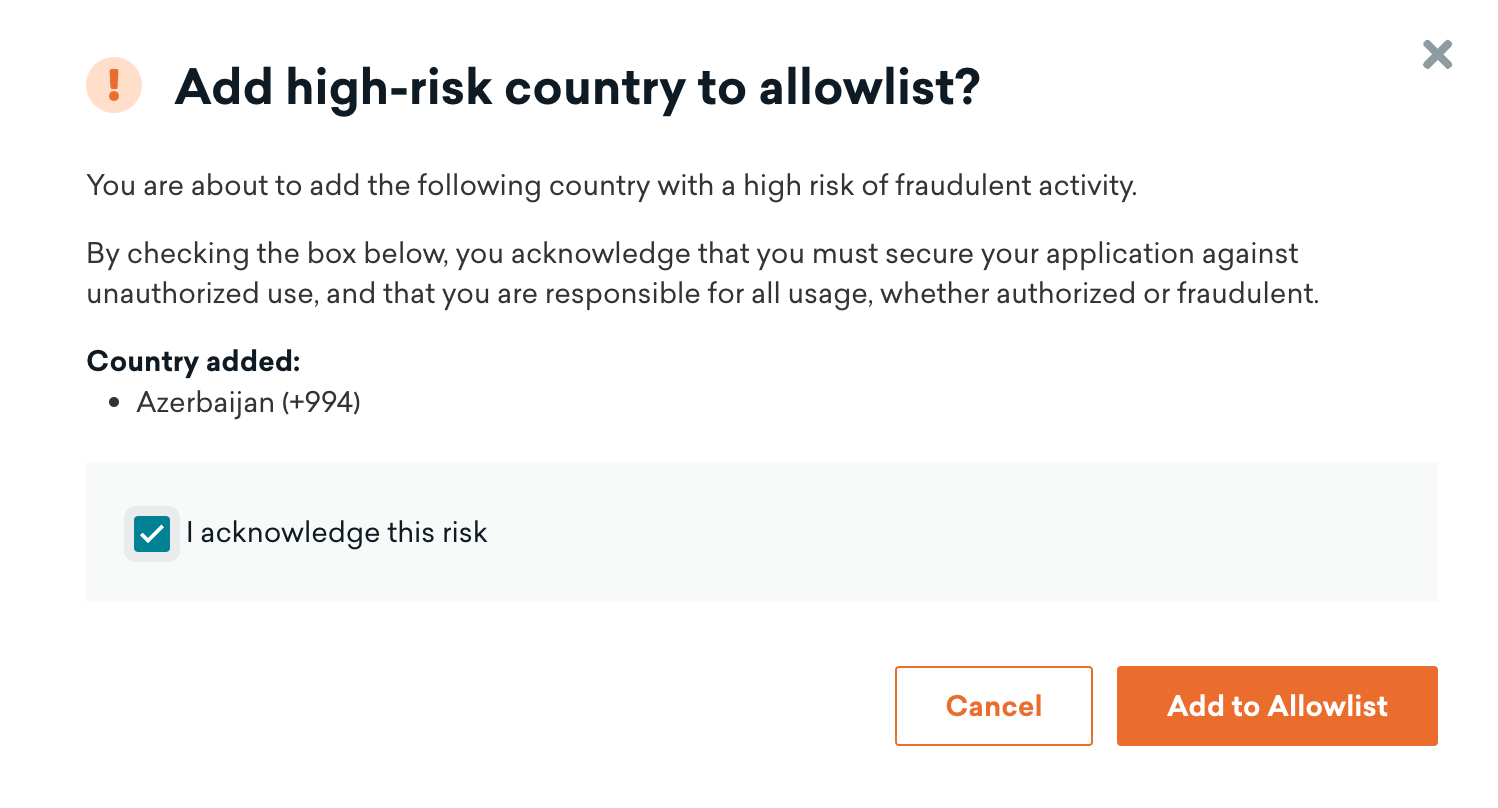 Add high-risk country to allowlist?
You are about to add the following country with a high risk of fraudulent activity.
By checking the box below, you acknowledge that you must secure your application against
unauthorized use, and that you are responsible for all usage, whether authorized or fraudulent.
Country added:
• Azerbaijan (+994)
I acknowledge this risk
Cancel
Add to Allowlist